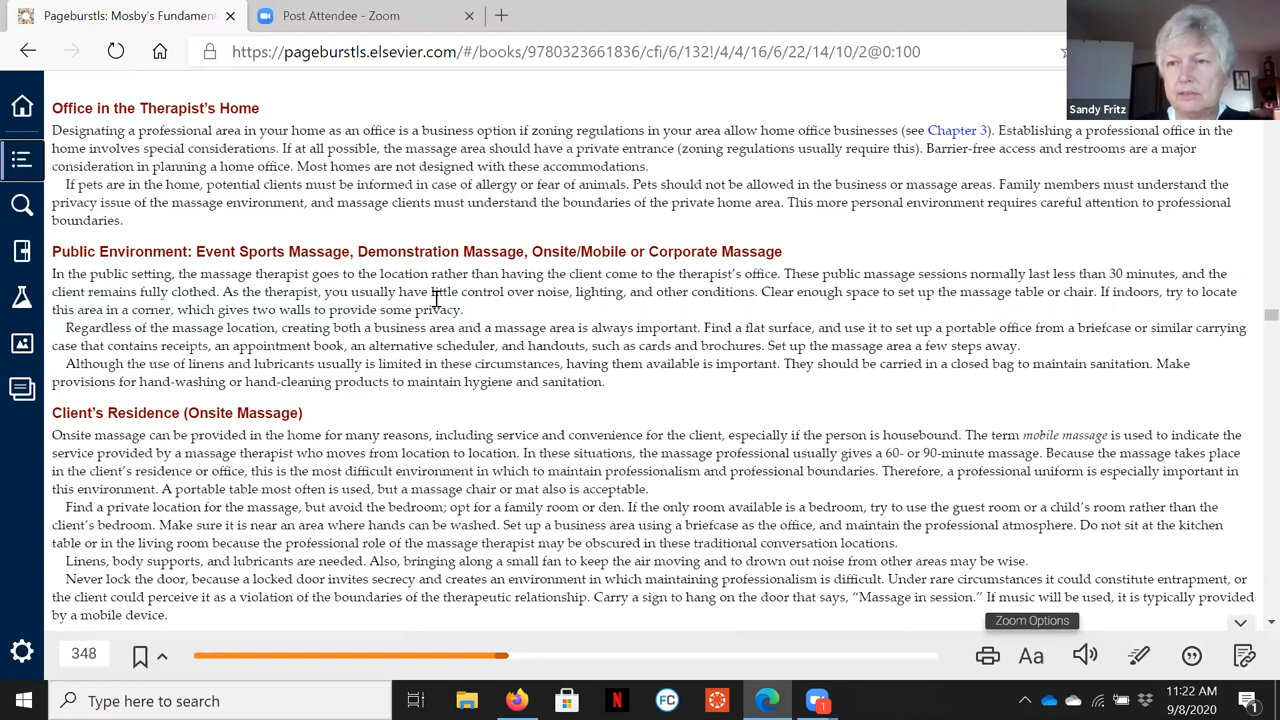 Pageburstls: Mosby's Fundament
Post Attendee - Zoom
https://pageburstls.elsevier.com/#/books/9780323661836/cfi/6/132!/4/4/16/6/22/14/10/2@0:100
Sandy Fritz
Office in the Therapist's Home
Designating a professional area in your home as an office is a business option if zoning regulations in your area allow home office businesses (see Chapter 3). Establishing a professional office in the
home involves special considerations. If at all possible, the massage area should have a private entrance (zoning regulations usually require this). Barrier-free access and restrooms are a major
consideration in planning a home office. Most homes are not designed with these accommodations.
If pets are in the home, potential clients must be informed in case of allergy or fear of animals. Pets should not be allowed in the business or massage areas. Family members must understand the
privacy issue of the massage environment, and massage clients must understand the boundaries of the private home area. This more personal environment requires careful attention to professional
boundaries.
Public Environment: Event Sports Massage, Demonstration Massage, Onsite/Mobile or Corporate Massage
In the public setting, the massage therapist goes to the location rather than having the client come to the therapist's office. These public massage sessions normally last less than 30 minutes, and the
client remains fully clothed. As the therapist, you usually have little control over noise, lighting, and other conditions. Clear enough space to set up the massage table or chair. If indoors, try to locate
this area in a corner, which gives two walls to provide some privacy.
Regardless of the massage location, creating both a business area and a massage area is always important. Find a flat surface, and use it to set up a portable office from a briefcase or similar carrying
case that contains receipts, an appointment book, an alternative scheduler, and handouts, such as cards and brochures. Set up the massage area a few steps away.
Although the use of linens and lubricants usually is limited in these circumstances, having them available is important. They should be carried in a closed bag to maintain sanitation. Make
provisions for hand-washing or hand-cleaning products to maintain hygiene and sanitation.
Client's Residence (Onsite Massage)
Onsite massage can be provided in the home for many reasons, including service and convenience for the client, especially if the person is housebound. The term mobile massage is used to indicate the
service provided by a massage therapist who moves from location to location. In these situations, the massage professional usually gives a 60- or 90-minute massage. Because the massage takes place
in the client's residence or office, this is the most difficult environment in which to maintain professionalism and professional boundaries. Therefore, a professional uniform is especially important in
this environment. A portable table most often is used, but a massage chair or mat also is acceptable.
Find a private location for the massage, but avoid the bedroom; opt for a family room or den. If the only room available is a bedroom, try to use the guest room or a child's room rather than the
client's bedroom. Make sure it is near an area where hands can be washed. Set up a business area using a briefcase as the office, and maintain the professional atmosphere. Do not sit at the kitchen
table or in the living room because the professional role of the massage therapist may be obscured in these traditional conversation locations.
Linens, body supports, and lubricants are needed. Also, bringing along a small fan to keep the air moving and to drown out noise from other areas may be wise.
Never lock the door, because a locked door invites secrecy and creates an environment in which maintaining professionalism is difficult. Under rare circumstances it could constitute entrapment, or
the client could perceive it as a violation of the boundaries of the therapeutic relationship. Carry a sign to hang on the door that says, "Massage in session." If music will be used, it is typically provided
by a mobile device.
Zoom Options
348
Aa
Type here to search
N
FC
1
11:22 AM
9/8/2020
1